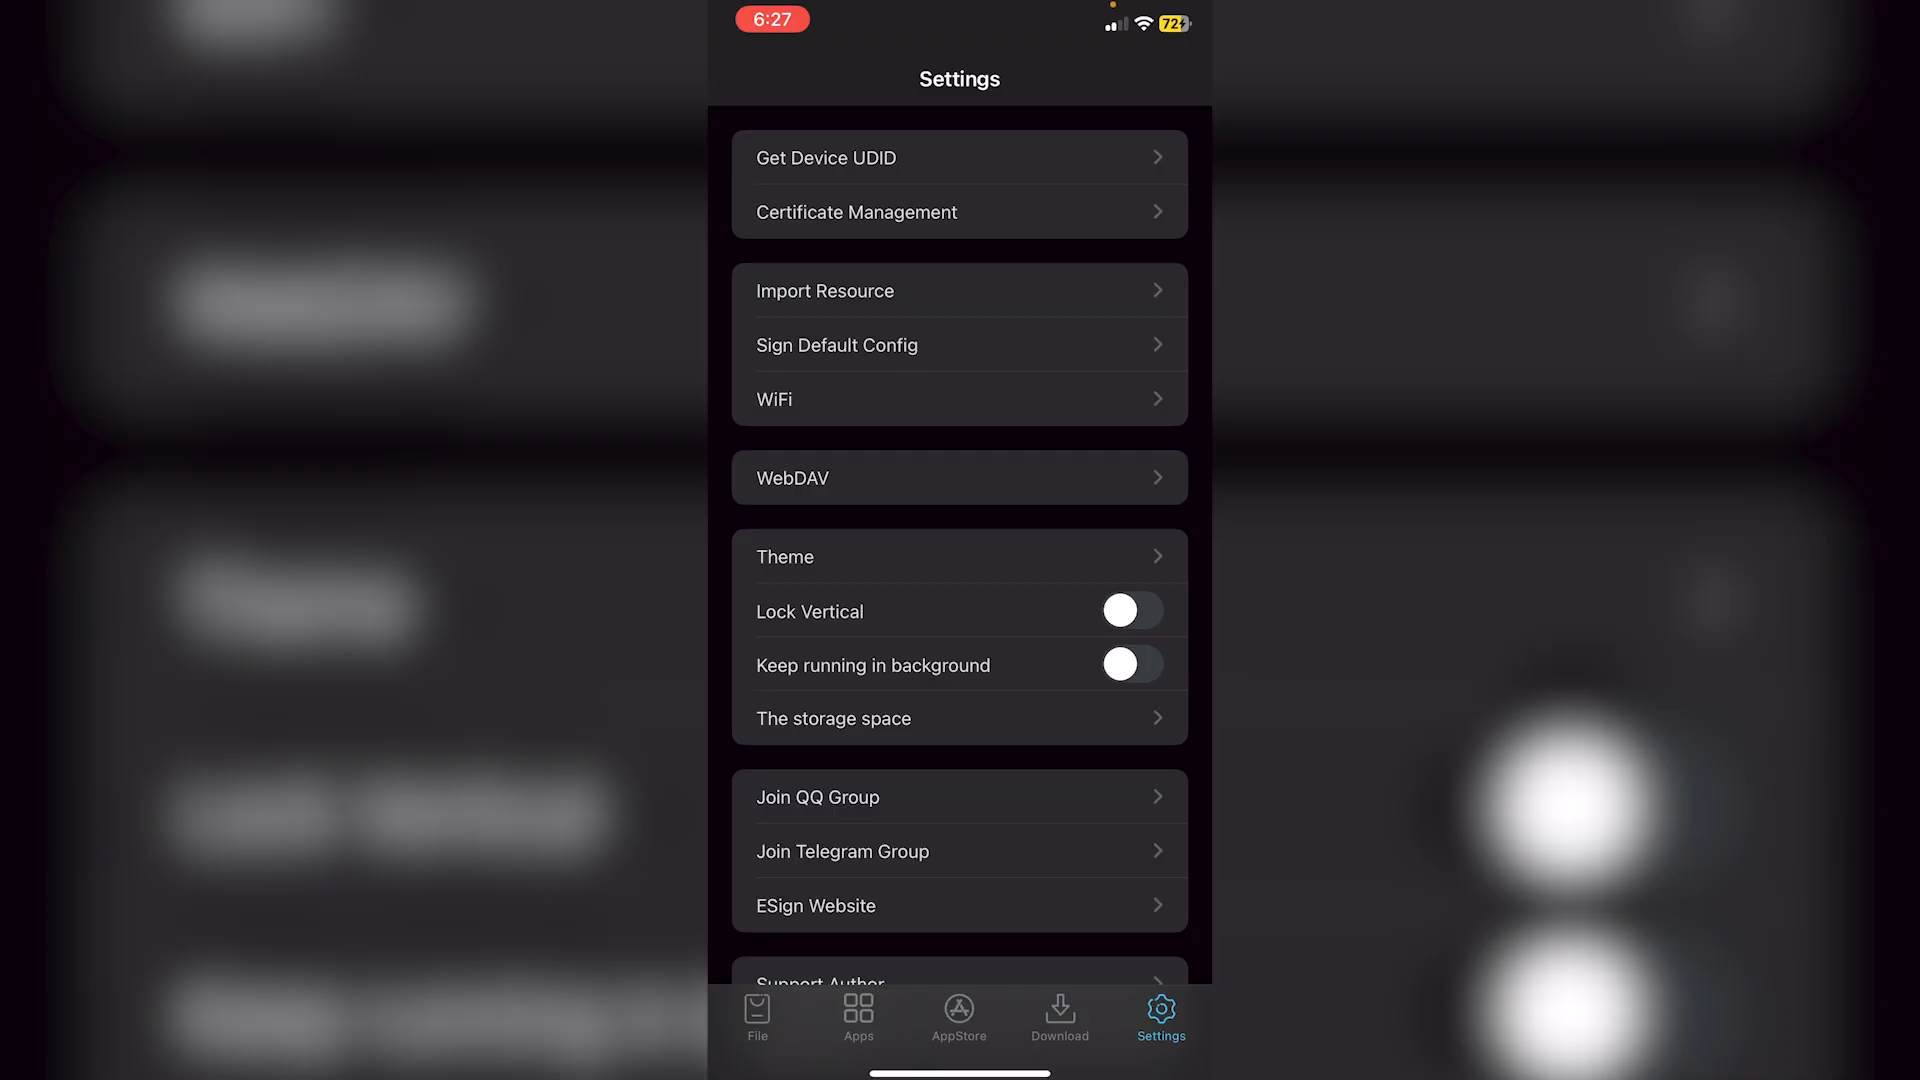 6:27
72
Settings
Get Device UDID
Certificate Management
Import Resource
Sign Default Config
WiFi
WebDAV
Theme
Lock Vertical
Keep running in background
The storage space
Join QQ Group
Join Telegram Group
ESign Website
Support Author
File
Apps
AppStore
Download
Settings